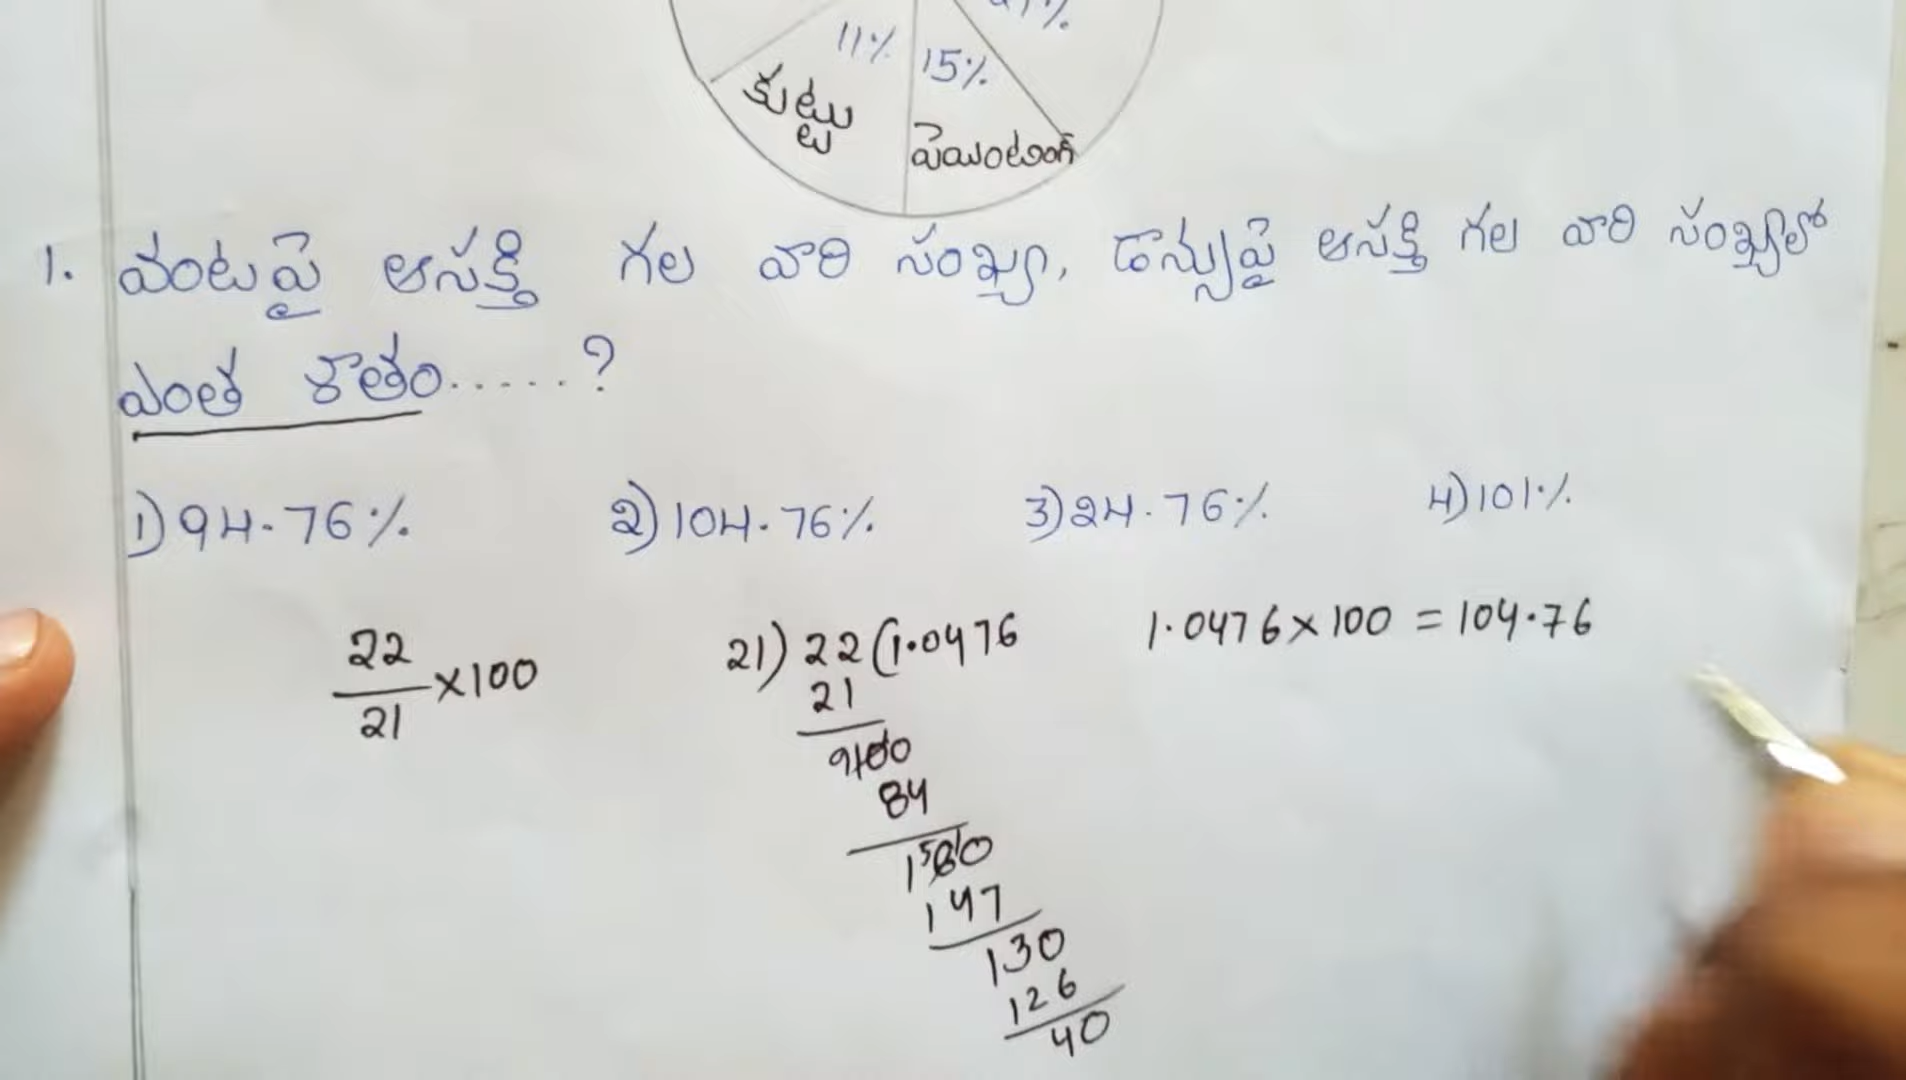 11%
15%
కుట్టు
పెయింటింగ్
1. వంటపై ఆసక్తి గల వారి సంఖ్య, డాన్సుపై ఆసక్తి గల వారి సంఖ్యలో
ఎంత శాతం......?
1) 94.76%
2) 104.76%
3) 24.76%
4) 101%
22
21
×100
21) 22 (1.0476
21
100
84
160
147
130
126
40
1.0476×100 = 104.76